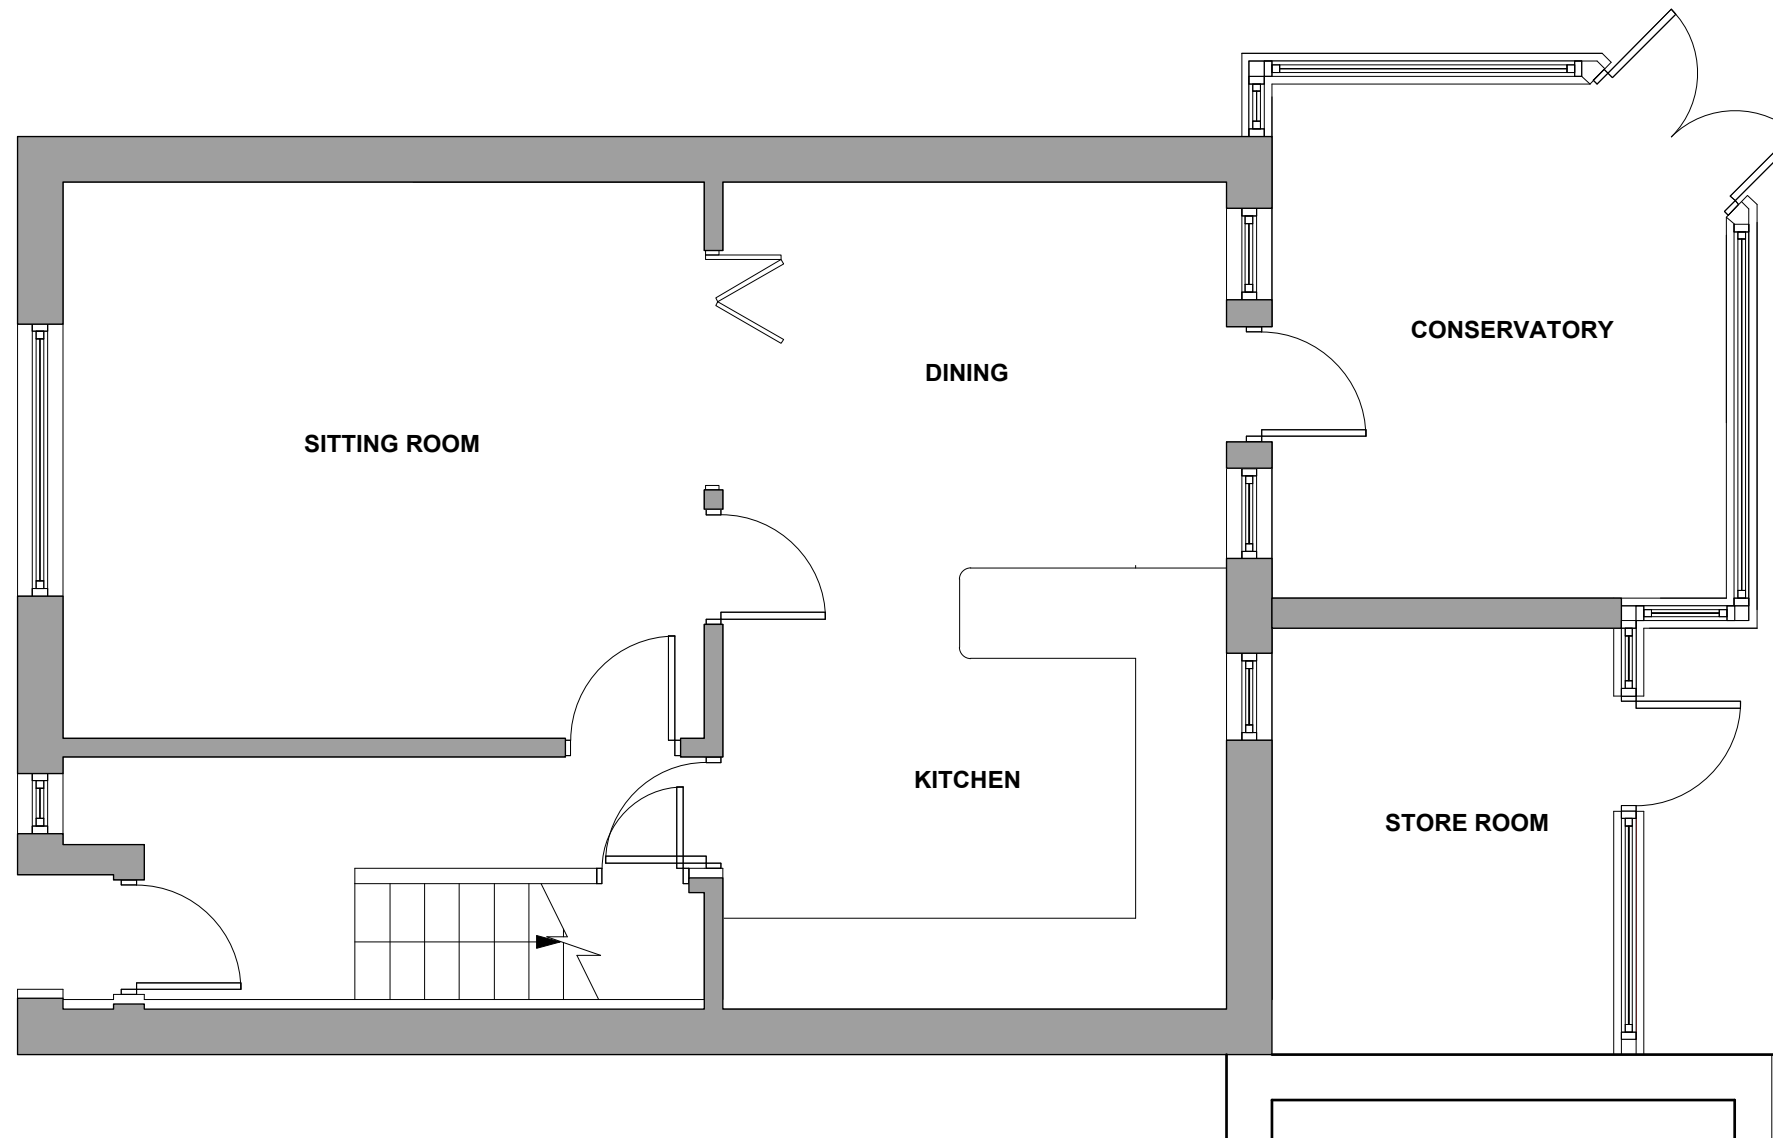 CONSERVATORY
DINING
SITTING ROOM
KITCHEN
STORE ROOM